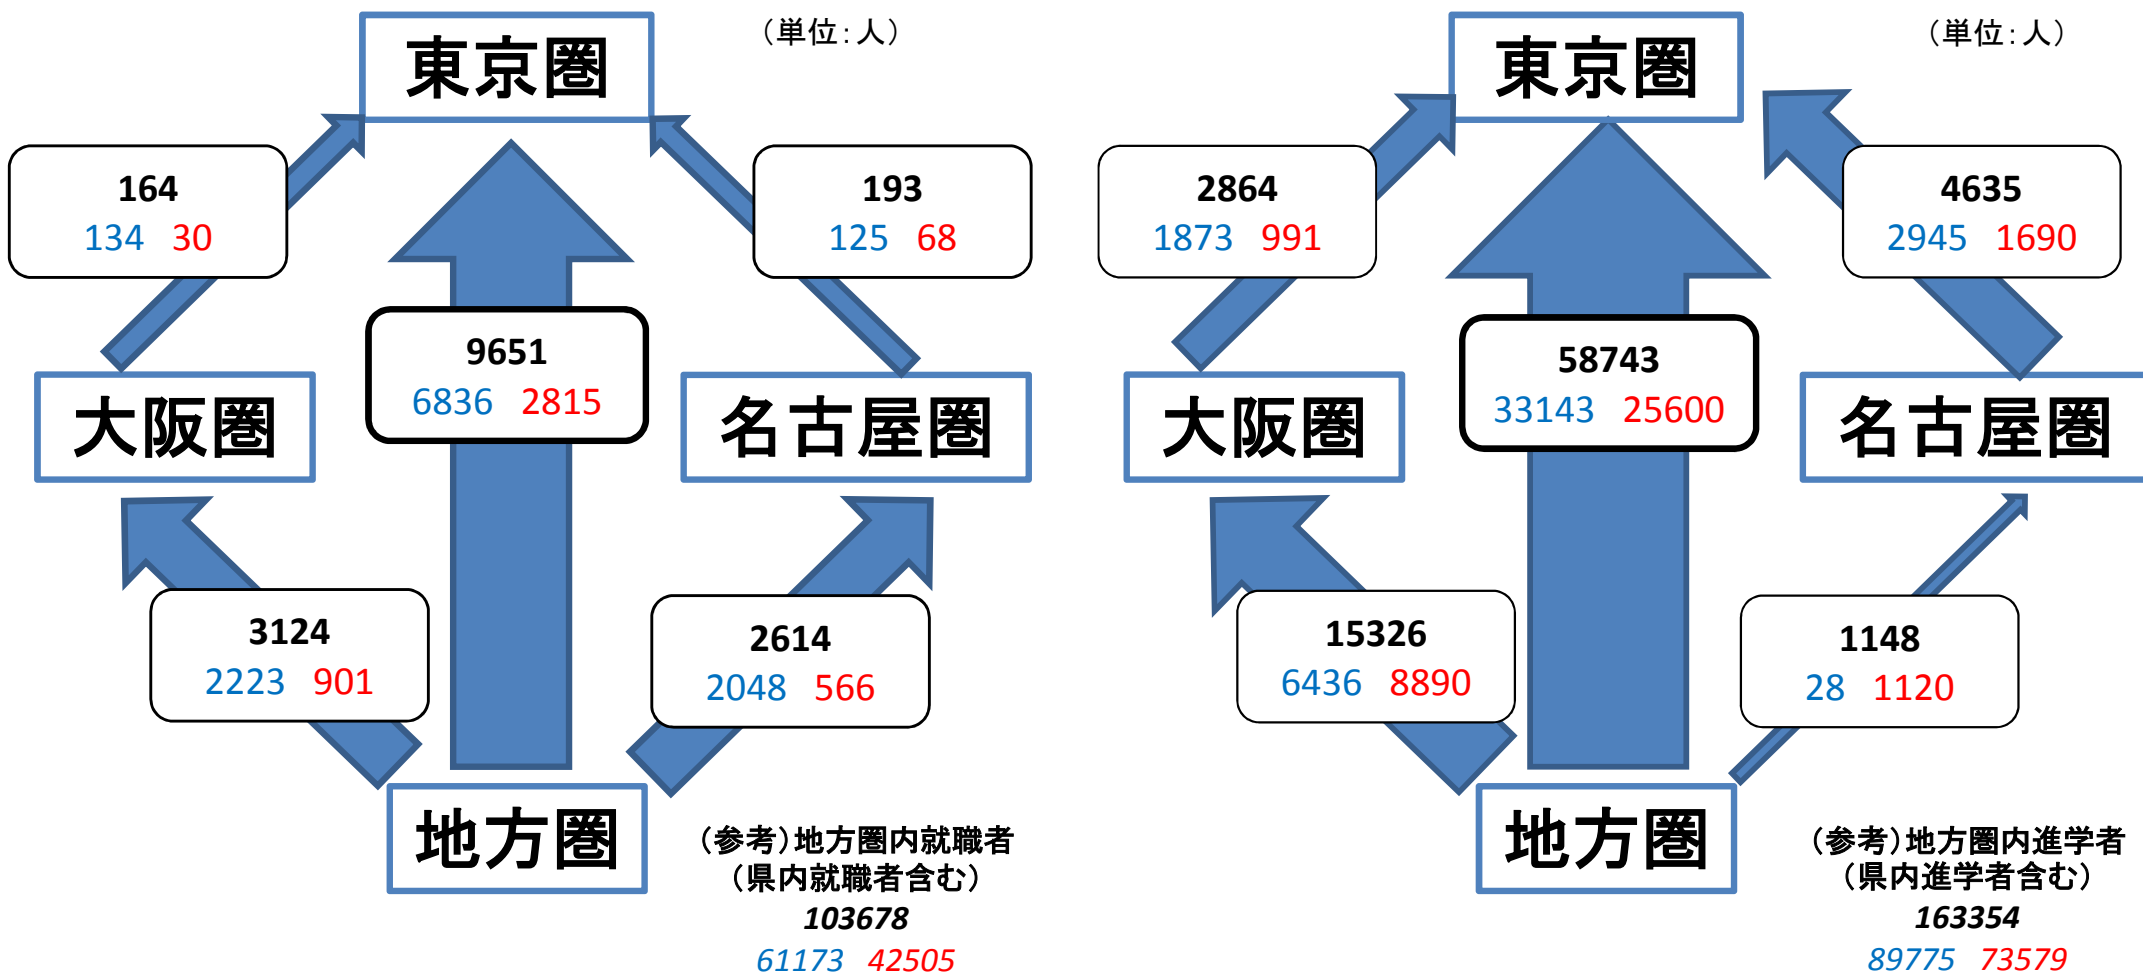 (単位:人)
東京圏
164
134 30
193
125 68
9651
6836 2815
大阪圏
名古屋圏
3124
2223 901
2614
2048 566
地方圏
(参考)地方圏内就職者
(県内就職者含む)
103678
61173 42505
(単位:人)
東京圏
2864
1873 991
4635
2945 1690
58743
33143 25600
大阪圏
名古屋圏
15326
6436 8890
1148
28 1120
地方圏
(参考)地方圏内進学者
(県内進学者含む)
163354
89775 73579